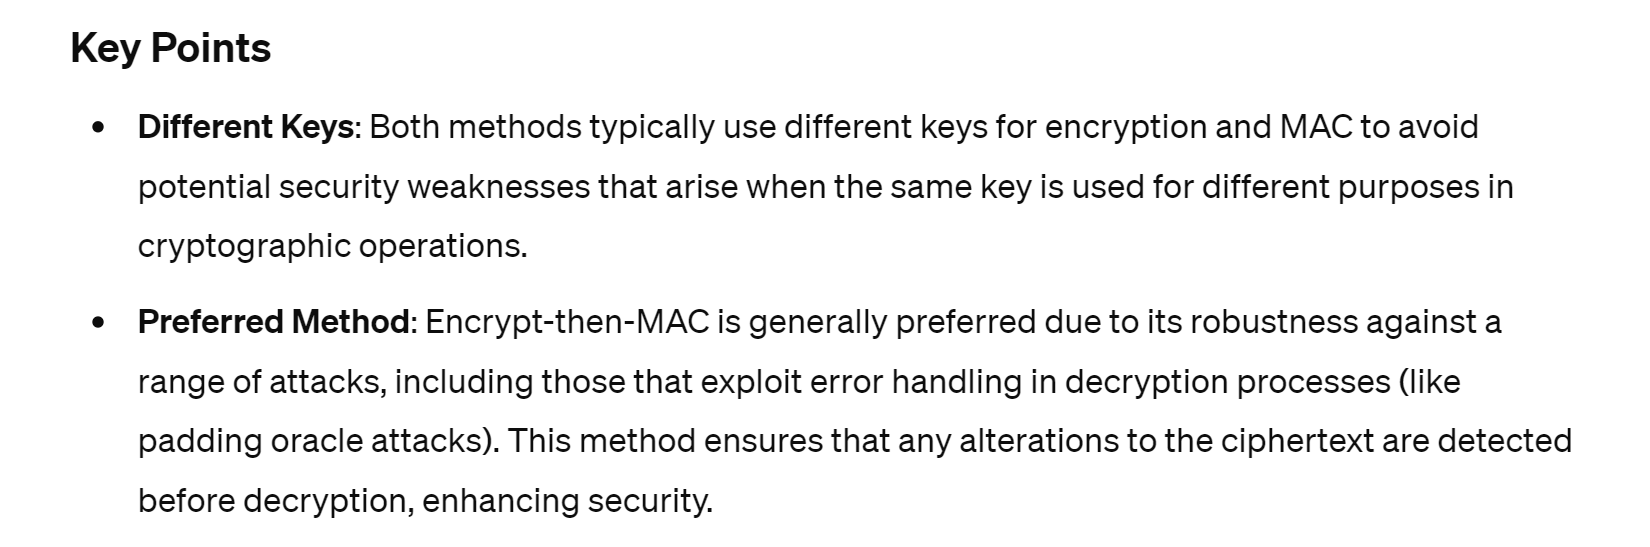 Key Points
• Different Keys: Both methods typically use different keys for encryption and MAC to avoid
potential security weaknesses that arise when the same key is used for different purposes in
cryptographic operations.
• Preferred Method: Encrypt-then-MAC is generally preferred due to its robustness against a
range of attacks, including those that exploit error handling in decryption processes (like
padding oracle attacks). This method ensures that any alterations to the ciphertext are detected
before decryption, enhancing security.